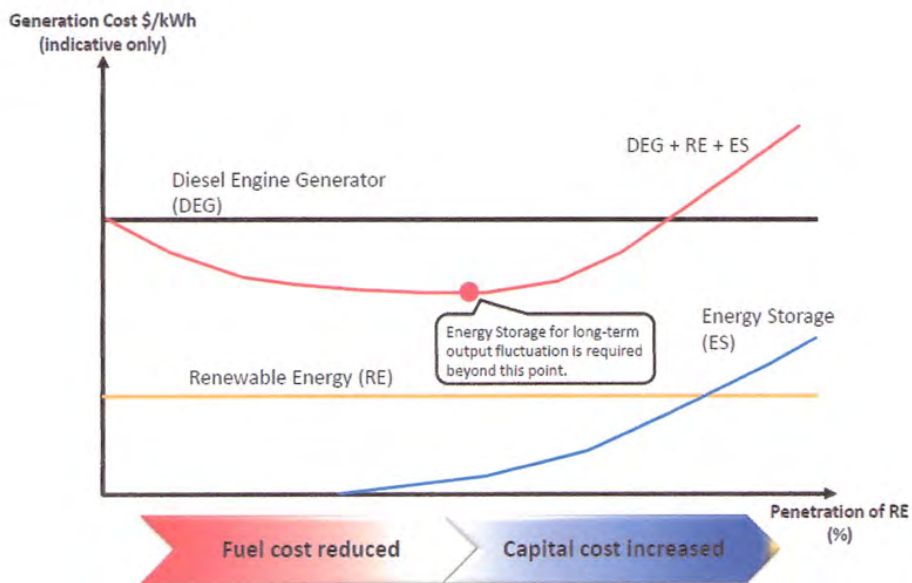 Generation Cost $/kWh
(indicative only)
DEG + RE + ES
Diesel Engine Generator
(DEG)
Energy Storage for long-term
output fluctuation is required
beyond this point.
Energy Storage
(ES)
Renewable Energy (RE)
Penetration of RE
(%)
Fuel cost reduced
Capital cost increased